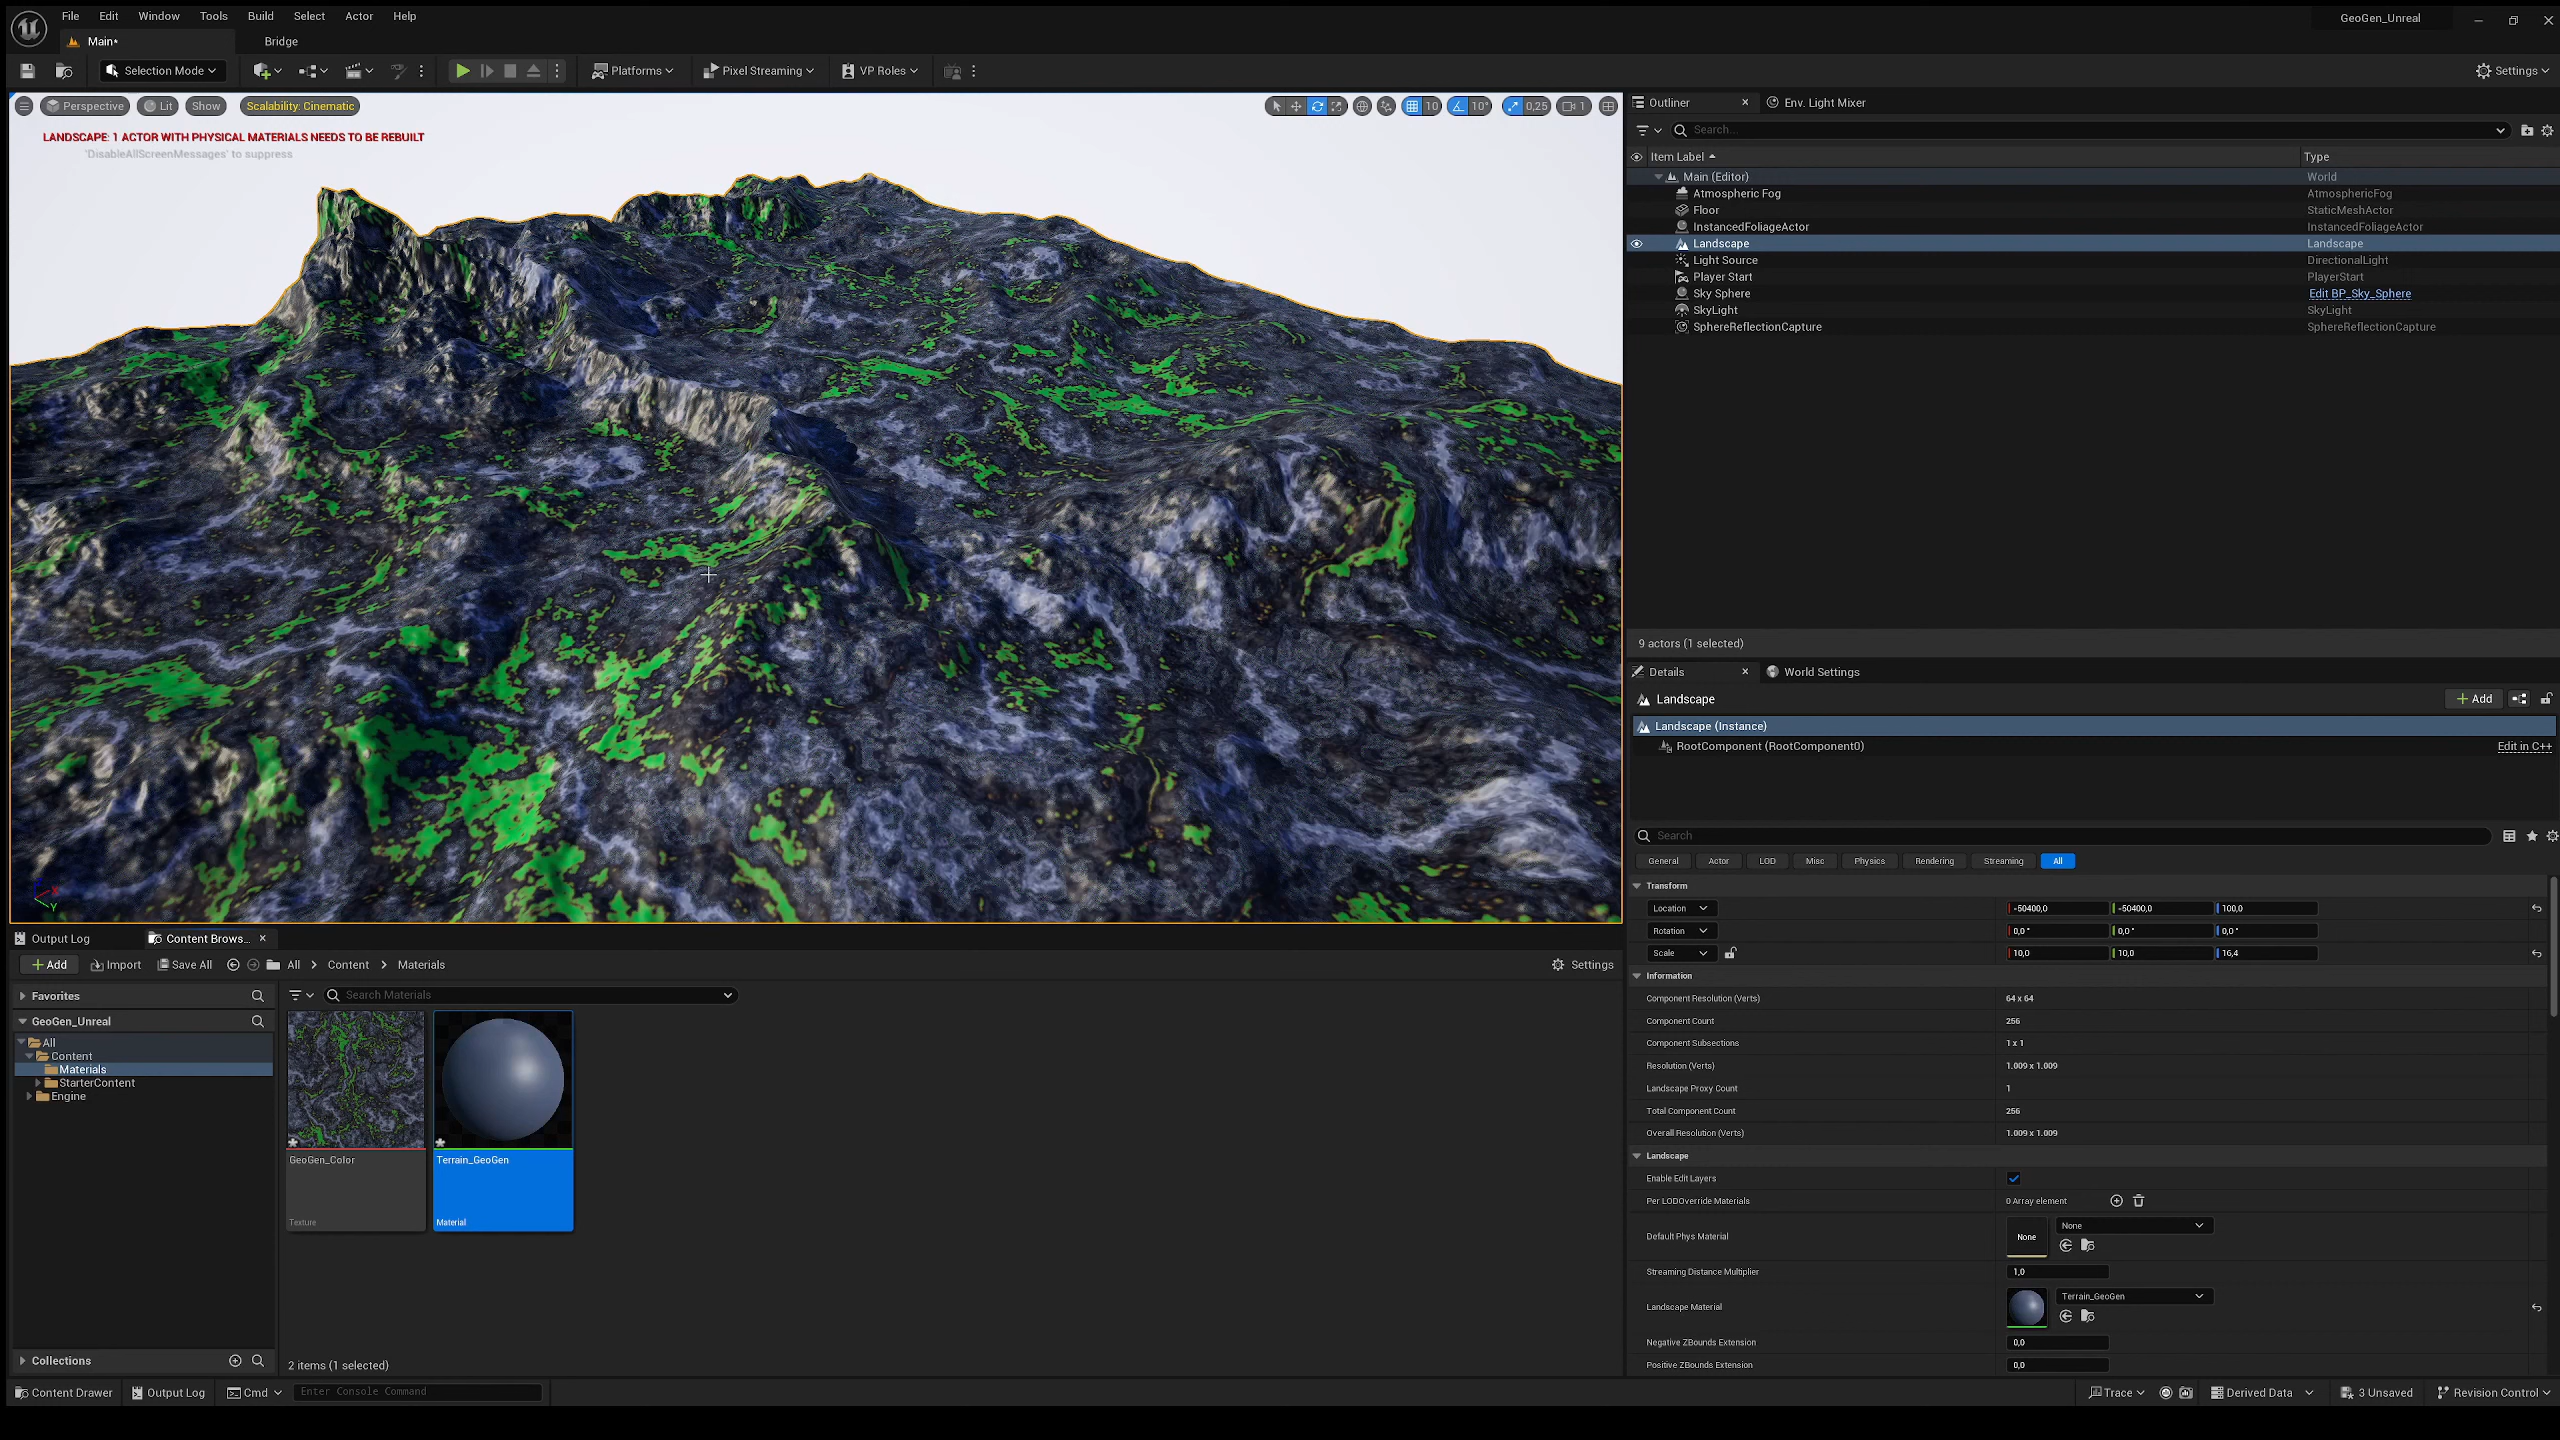 File Edit Window Tools Build Select Actor Help
GeoGen_Unreal
Main*
Bridge
Selection Mode
Platforms
Pixel Streaming
VP Roles
Settings
Perspective
Lit
Show
Scalability: Cinematic
10
10°
0,25
1
LANDSCAPE: 1 ACTOR WITH PHYSICAL MATERIALS NEEDS TO BE REBUILT
'DisableAllScreenMessages' to suppress
X
Y
Outliner
Env. Light Mixer
Search...
Item Label
Type
Main (Editor) World
Atmospheric Fog AtmosphericFog
Floor StaticMeshActor
InstancedFoliageActor InstancedFoliageActor
Landscape Landscape
Light Source DirectionalLight
Player Start PlayerStart
Sky Sphere Edit BP_Sky_Sphere
SkyLight SkyLight
SphereReflectionCapture SphereReflectionCapture
9 actors (1 selected)
Details
World Settings
Landscape
Add
Landscape (Instance)
RootComponent (RootComponent0)
Edit in C++
Search
General Actor LOD Misc Physics Rendering Streaming All
Transform
Location -50400,0 -50400,0 100,0
Rotation 0,0° 0,0° 0,0°
Scale 10,0 10,0 16,4
Information
Component Resolution (Verts) 64 x 64
Component Count 256
Component Subsections 1 x 1
Resolution (Verts) 1.009 x 1.009
Landscape Proxy Count 1
Total Component Count 256
Overall Resolution (Verts) 1.009 x 1.009
Landscape
Enable Edit Layers
Per LODOverride Materials 0 Array element
Default Phys Material None None
Streaming Distance Multiplier 1,0
Landscape Material Terrain_GeoGen
Negative ZBounds Extension 0,0
Positive ZBounds Extension 0,0
Output Log
Content Brows...
Add
Import
Save All
All > Content > Materials
Settings
Favorites
GeoGen_Unreal
All
Content
Materials
StarterContent
Engine
Collections
Search Materials
GeoGen_Color
Texture
Terrain_GeoGen
Material
2 items (1 selected)
Content Drawer
Output Log
Cmd
Enter Console Command
Trace
Derived Data
3 Unsaved
Revision Control